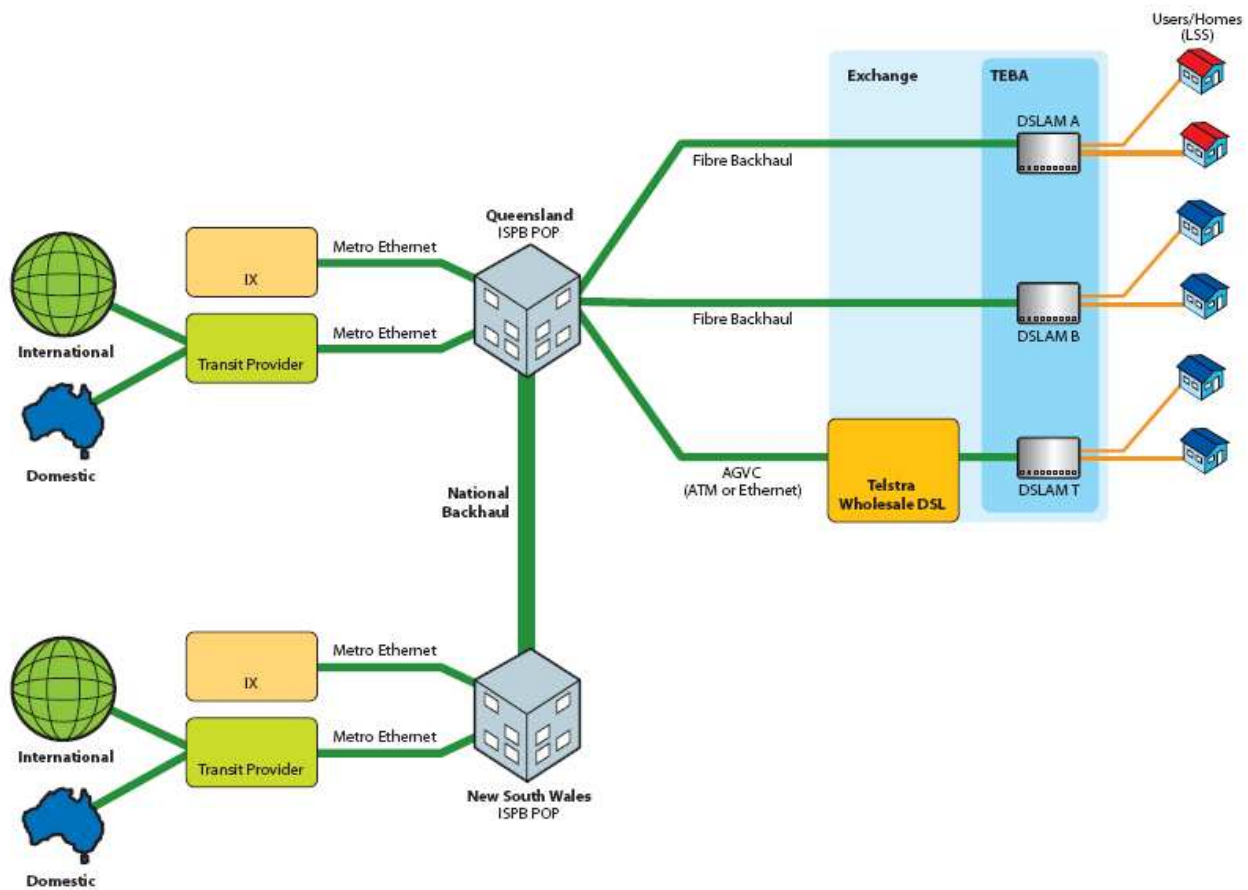 Users/Homes
(LSS)
Exchange
TEBA
DSLAM A
Fibre Backhaul
Queensland
ISPB POP
Metro Ethernet
IX
Metro Ethernet
Transit Provider
International
Domestic
Fibre Backhaul
DSLAM B
AGVC
(ATM or Ethernet)
Telstra
Wholesale DSL
DSLAM T
National
Backhaul
Metro Ethernet
IX
Metro Ethernet
Transit Provider
International
Domestic
New South Wales
ISPB POP